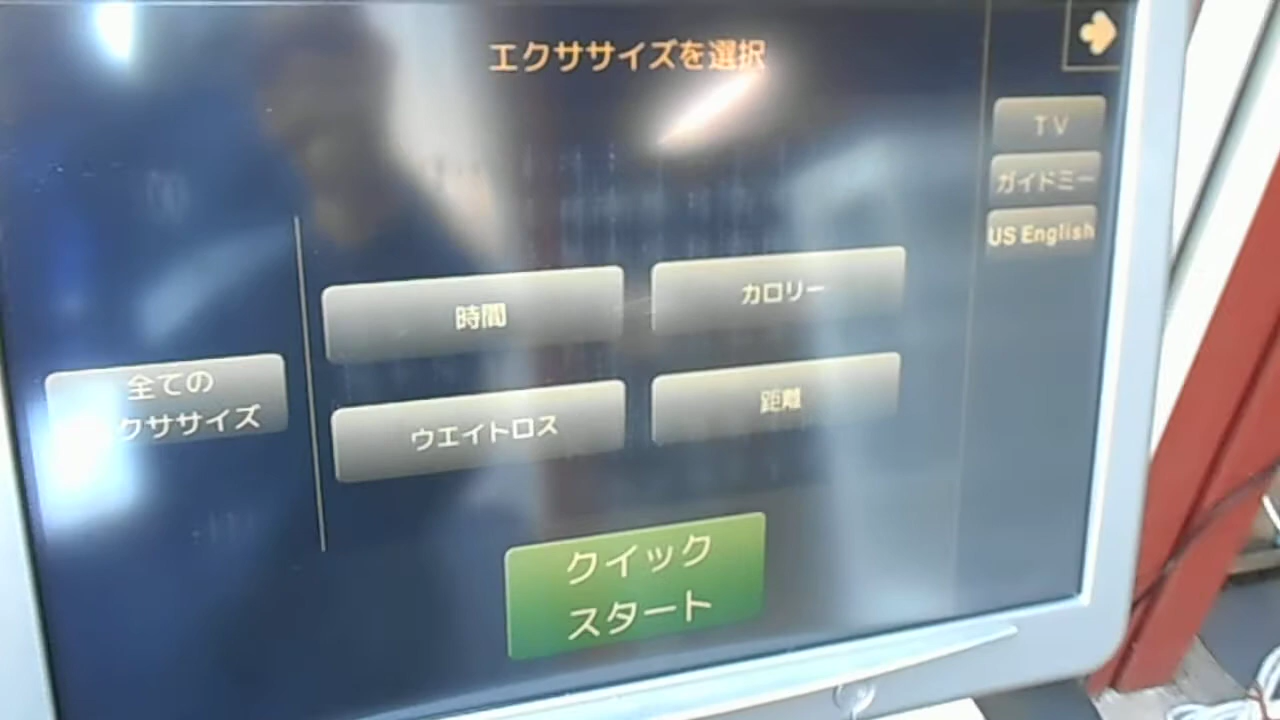 エクササイズを選択
TV
ガイドミー
US English
時間
カロリー
全ての
クササイズ
ウエイトロス
距離
クイック
スタート